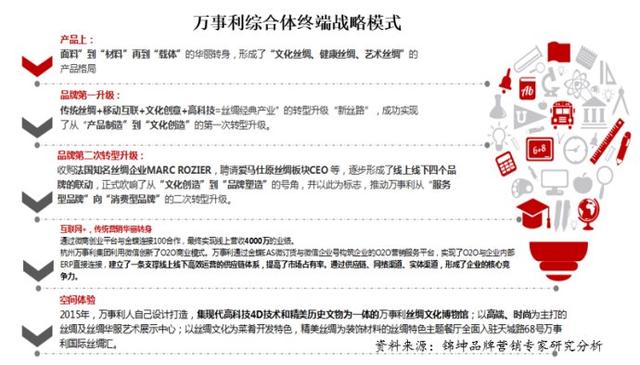 万事利综合体终端战略模式
产品上：
面料”到“材料”再到“载体”的华丽转身，形成了“文化丝绸、健康丝绸、艺术丝绸”的
产品格局
品牌第一升级：
传统丝绸+移动互联+文化创意+高科技=丝绸经典产业”的转型升级“新丝路”，成功实现
了从“产品制造”到“文化创造”的第一次转型升级。
品牌第二次转型升级：
收购法国知名丝绸企业MARC ROZIER，聘请爱马仕原丝绸板块CEO 等，逐步形成了线上线下四个品
牌的联动，正式吹响了从“文化创造”到“品牌塑造”的号角，并以此为标志，推动万事利从“服务
型品牌”向“消费型品牌”的二次转型升级。
互联网+，传统营销华丽转身
通过微商创业平台与金蝶连接100合作，最终实现线上营收4000万的业绩。
杭州万事利集团利用微信创新了O2O商业模式。万事利通过金蝶EAS微订货与微信企业号构筑企业的O2O营销服务平台，实现了O2O与企业内部
ERP直接连接，建立了一条支撑线上线下高效运营的供应链体系，提高了市场占有率。通过供应链、网络渠道、实体渠道，形成了企业的核心竞
争力。
空间体验
2015年，万事利人自己设计打造，集现代高科技4D技术和精美历史文物为一体的万事利丝绸文化博物馆；以高端、时尚为主打的
丝绸及丝绸华服艺术展示中心；以丝绸文化为菜肴开发特色，精美丝绸为装饰材料的丝绸特色主题餐厅全面入驻天城路68号万事
利国际丝绸汇。
资料来源：锦坤品牌营销专家研究分析
Ab
6+8